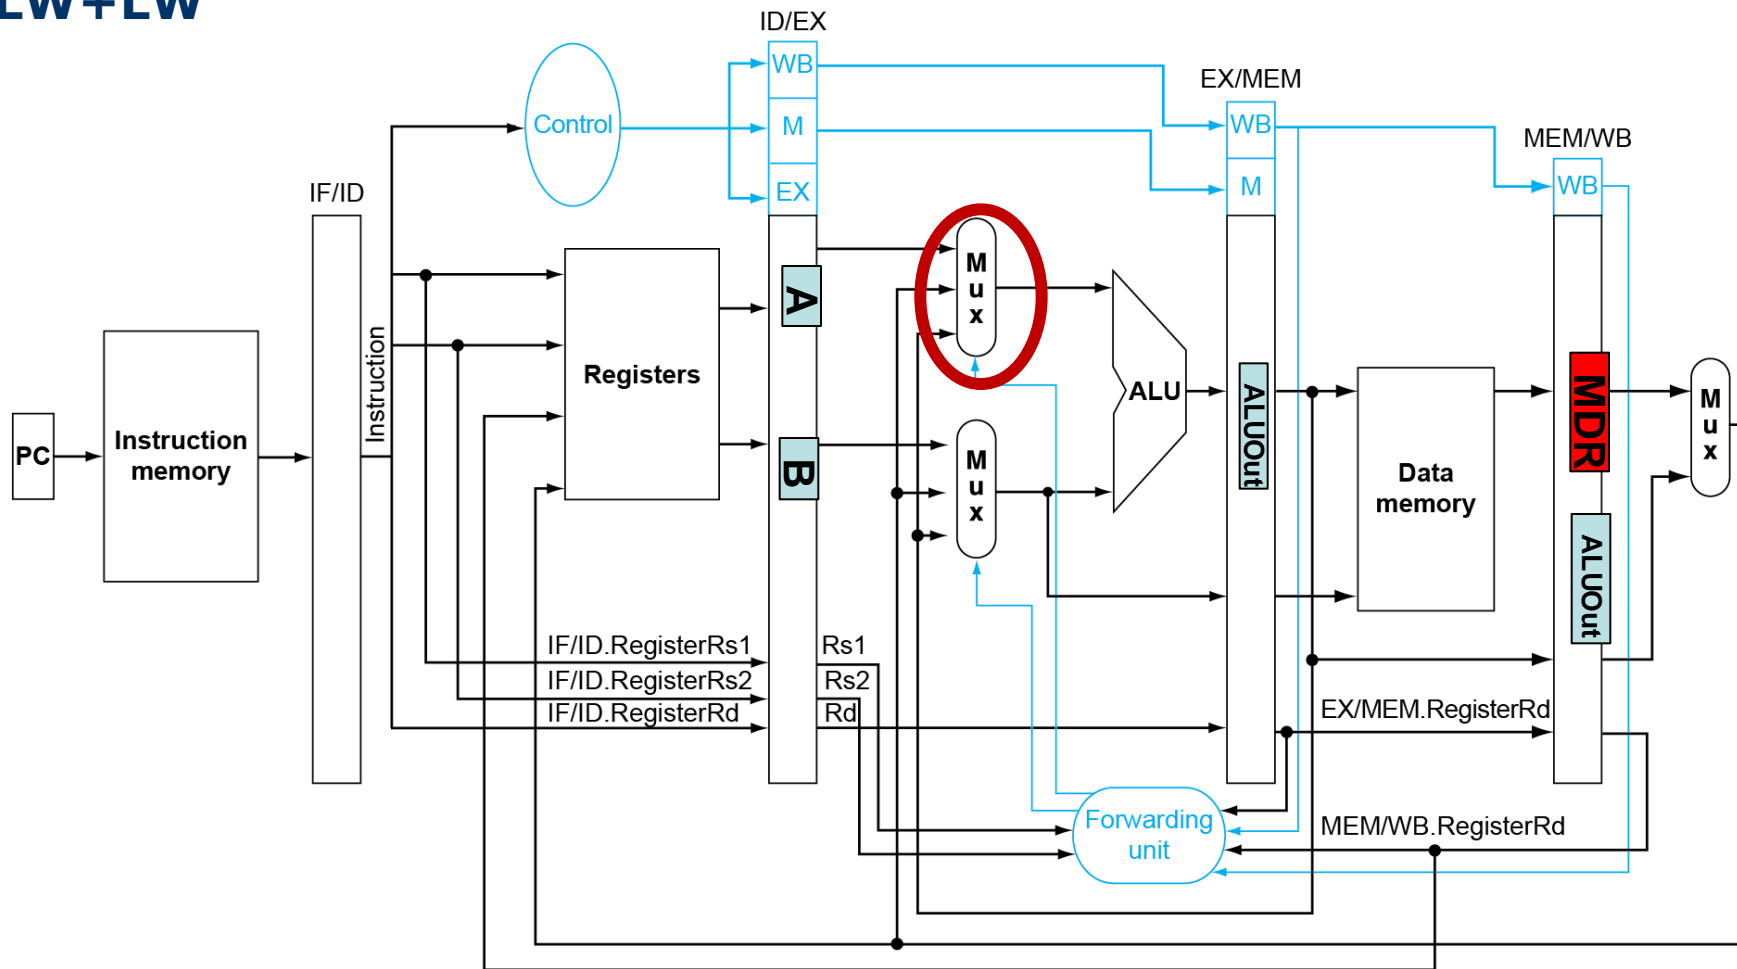 LW+LW
ID/EX
WB
EX/MEM
Control
M
WB
MEM/WB
IF/ID
EX
M
WB
M
u
x
A
Instruction
Registers
ALU
ALUOut
MDR
M
u
x
PC
Instruction
memory
B
M
u
x
Data
memory
ALUOut
IF/ID.RegisterRs1
Rs1
IF/ID.RegisterRs2
Rs2
IF/ID.RegisterRd
Rd
EX/MEM.RegisterRd
Forwarding
unit
MEM/WB.RegisterRd